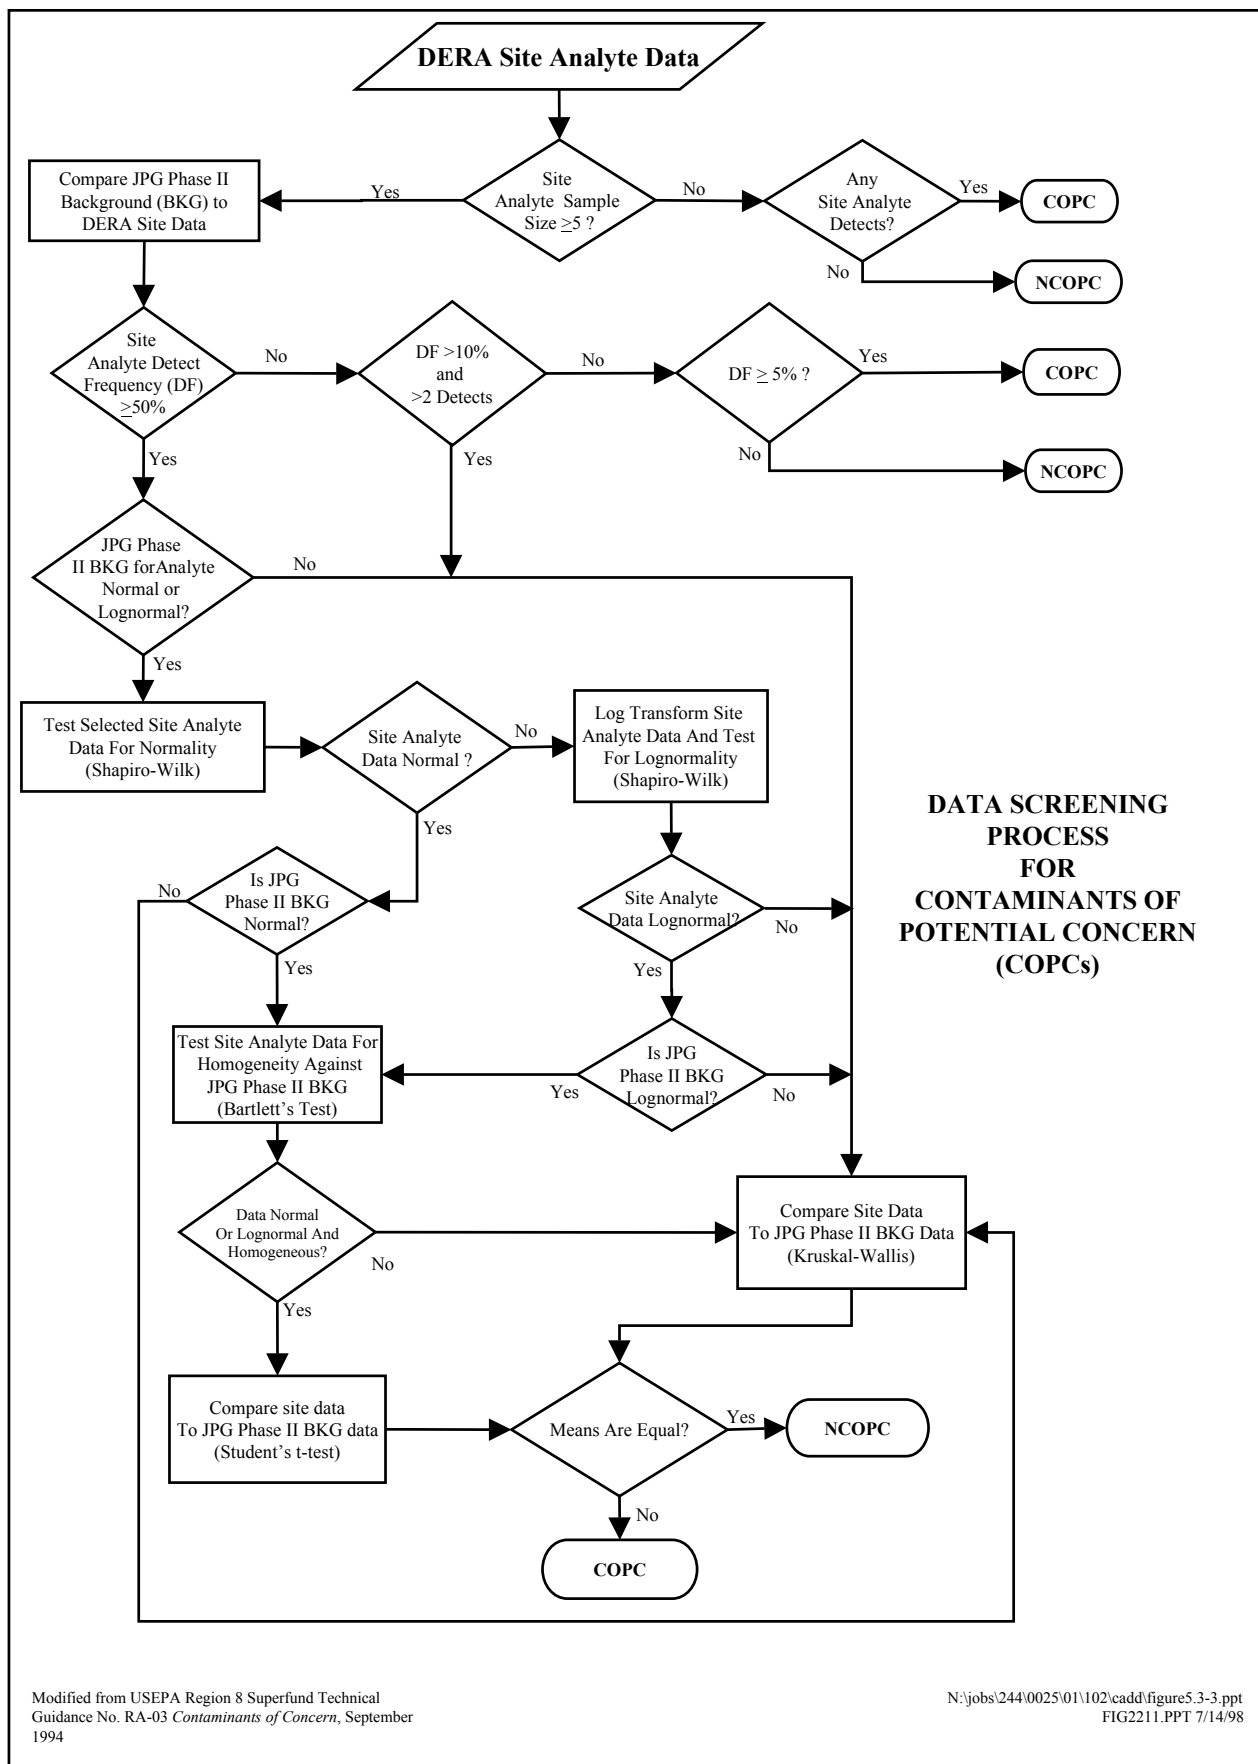 DERA Site Analyte Data
Compare JPG Phase II
Background (BKG) to
DERA Site Data
Yes
Site
Analyte Sample
Size ≥5 ?
No
Any
Site Analyte
Detects?
Yes
COPC
No
NCOPC
Site
Analyte Detect
Frequency (DF)
≥50%
No
DF >10%
and
>2 Detects
No
DF ≥ 5% ?
Yes
COPC
No
NCOPC
Yes
Yes
JPG Phase
II BKG forAnalyte
Normal or
Lognormal?
No
Yes
Test Selected Site Analyte
Data For Normality
(Shapiro-Wilk)
Site Analyte
Data Normal ?
No
Log Transform Site
Analyte Data And Test
For Lognormality
(Shapiro-Wilk)
Yes
DATA SCREENING
PROCESS
FOR
CONTAMINANTS OF
POTENTIAL CONCERN
(COPCs)
No
Is JPG
Phase II BKG
Normal?
Site Analyte
Data Lognormal?
No
Yes
Yes
Test Site Analyte Data For
Homogeneity Against
JPG Phase II BKG
(Bartlett's Test)
Yes
Is JPG
Phase II BKG
Lognormal?
No
Data Normal
Or Lognormal And
Homogeneous?
No
Compare Site Data
To JPG Phase II BKG Data
(Kruskal-Wallis)
Yes
Compare site data
To JPG Phase II BKG data
(Student's t-test)
Means Are Equal?
Yes
NCOPC
No
COPC
Modified from USEPA Region 8 Superfund Technical
Guidance No. RA-03 Contaminants of Concern, September
1994
N:\jobs\244\0025\01\102\cadd\figure5.3-3.ppt
FIG2211.PPT 7/14/98